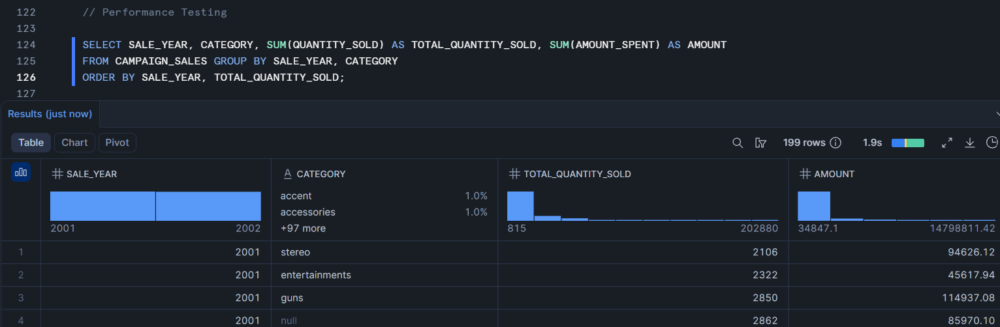 122 // Performance Testing
123
124 SELECT SALE_YEAR, CATEGORY, SUM(QUANTITY_SOLD) AS TOTAL_QUANTITY_SOLD, SUM(AMOUNT_SPENT) AS AMOUNT
125 FROM CAMPAIGN_SALES GROUP BY SALE_YEAR, CATEGORY
126 ORDER BY SALE_YEAR, TOTAL_QUANTITY_SOLD;
127
Results (just now)
Table Chart Pivot 199 rows 1.9s
# SALE_YEAR A CATEGORY # TOTAL_QUANTITY_SOLD # AMOUNT
accent 1.0%
accessories 1.0%
2001 2002 +97 more 815 202880 34847.1 14798811.42
1 2001 stereo 2106 94626.12
2 2001 entertainments 2322 45617.94
3 2001 guns 2850 114937.08
4 2001 null 2862 85970.10